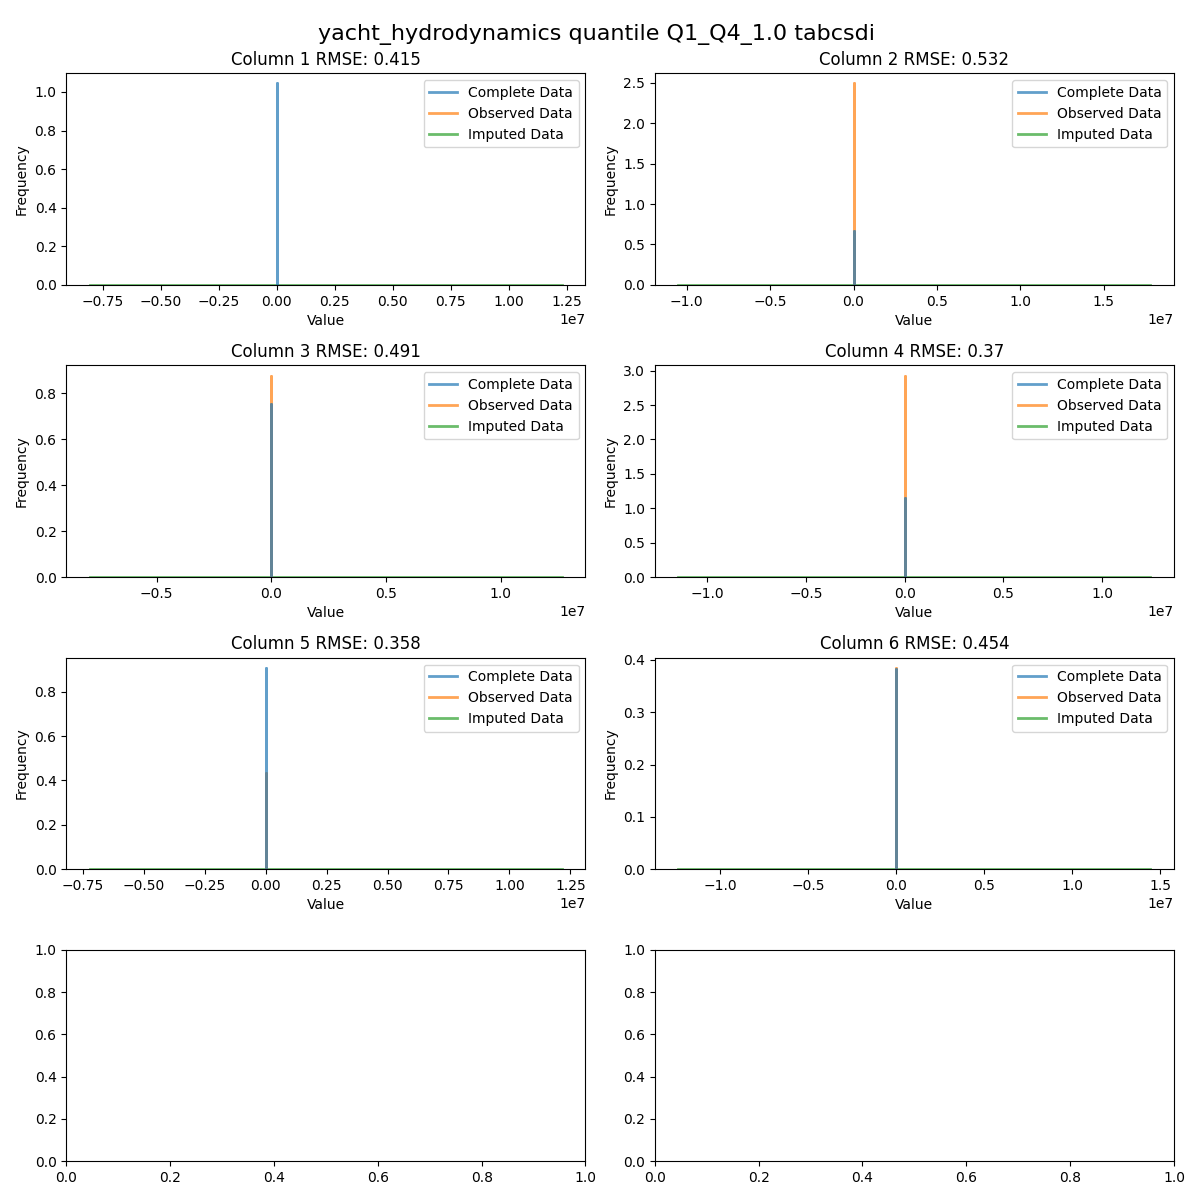 yacht_hydrodynamics quantile Q1_Q4_1.0 tabcsdi
Column 1 RMSE: 0.415
Frequency
1.0
0.8
0.6
0.4
0.2
0.0
Complete Data
Observed Data
Imputed Data
−0.75 −0.50 −0.25 0.00 0.25 0.50 0.75 1.00 1.25
Value
1e7
Column 2 RMSE: 0.532
Frequency
2.5
2.0
1.5
1.0
0.5
0.0
Complete Data
Observed Data
Imputed Data
−1.0 −0.5 0.0 0.5 1.0 1.5
Value
1e7
Column 3 RMSE: 0.491
Frequency
0.8
0.6
0.4
0.2
0.0
Complete Data
Observed Data
Imputed Data
−0.5 0.0 0.5 1.0
Value
1e7
Column 4 RMSE: 0.37
Frequency
3.0
2.5
2.0
1.5
1.0
0.5
0.0
Complete Data
Observed Data
Imputed Data
−1.0 −0.5 0.0 0.5 1.0
Value
1e7
Column 5 RMSE: 0.358
Frequency
0.8
0.6
0.4
0.2
0.0
Complete Data
Observed Data
Imputed Data
−0.75 −0.50 −0.25 0.00 0.25 0.50 0.75 1.00 1.25
Value
1e7
Column 6 RMSE: 0.454
Frequency
0.4
0.3
0.2
0.1
0.0
Complete Data
Observed Data
Imputed Data
−1.0 −0.5 0.0 0.5 1.0 1.5
Value
1e7
1.0
0.8
0.6
0.4
0.2
0.0
0.0 0.2 0.4 0.6 0.8 1.0
1.0
0.8
0.6
0.4
0.2
0.0
0.0 0.2 0.4 0.6 0.8 1.0